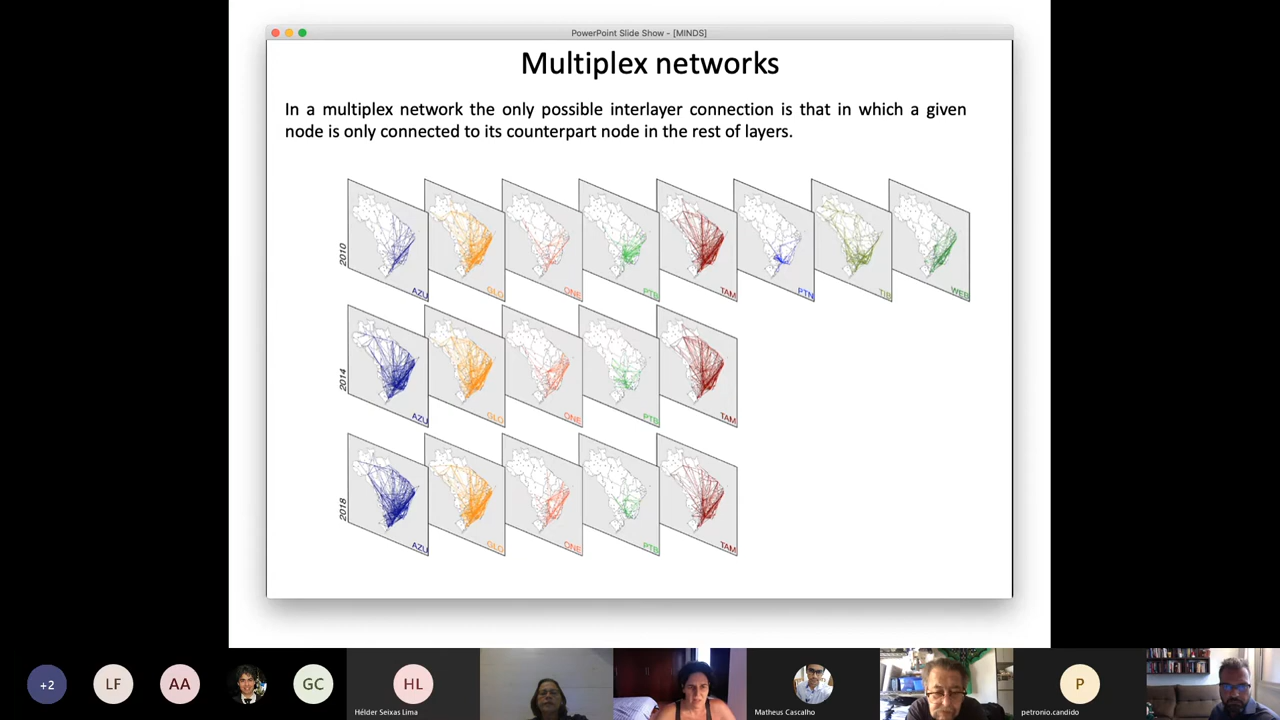 PowerPoint Slide Show - [MINDS]
Multiplex networks
In a multiplex network the only possible interlayer connection is that in which a given
node is only connected to its counterpart node in the rest of layers.
2010
AZU
GLO
ONE
PTB
TAM
PTN
TIB
WEB
2014
AZU
GLO
ONE
PTB
TAM
2018
AZU
GLO
ONE
PTB
TAM
+2
LF
AA
GC
HL
Hélder Seixas Lima
Matheus Cascalho
P
petronio.candido